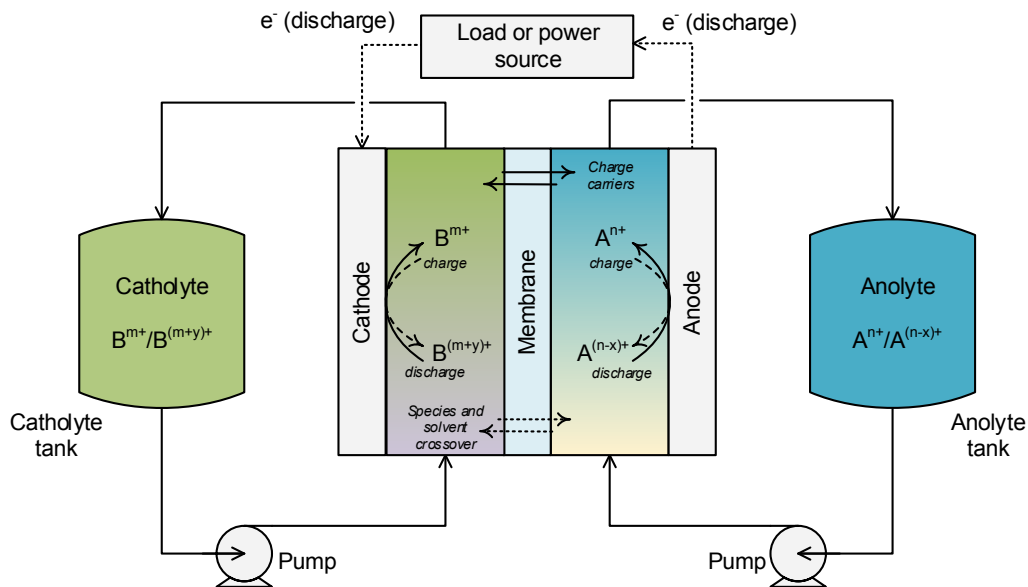 e⁻ (discharge)
Load or power
source
e⁻ (discharge)
Charge
carriers
Bᵐ⁺
charge
Aⁿ⁺
charge
Cathode
Membrane
Anode
Catholyte
Bᵐ⁺/B⁽ᵐ⁺ʸ⁾⁺
Anolyte
Aⁿ⁺/A⁽ⁿ⁻ˣ⁾⁺
B⁽ᵐ⁺ʸ⁾⁺
discharge
A⁽ⁿ⁻ˣ⁾⁺
discharge
Species and
solvent
crossover
Catholyte
tank
Anolyte
tank
Pump
Pump